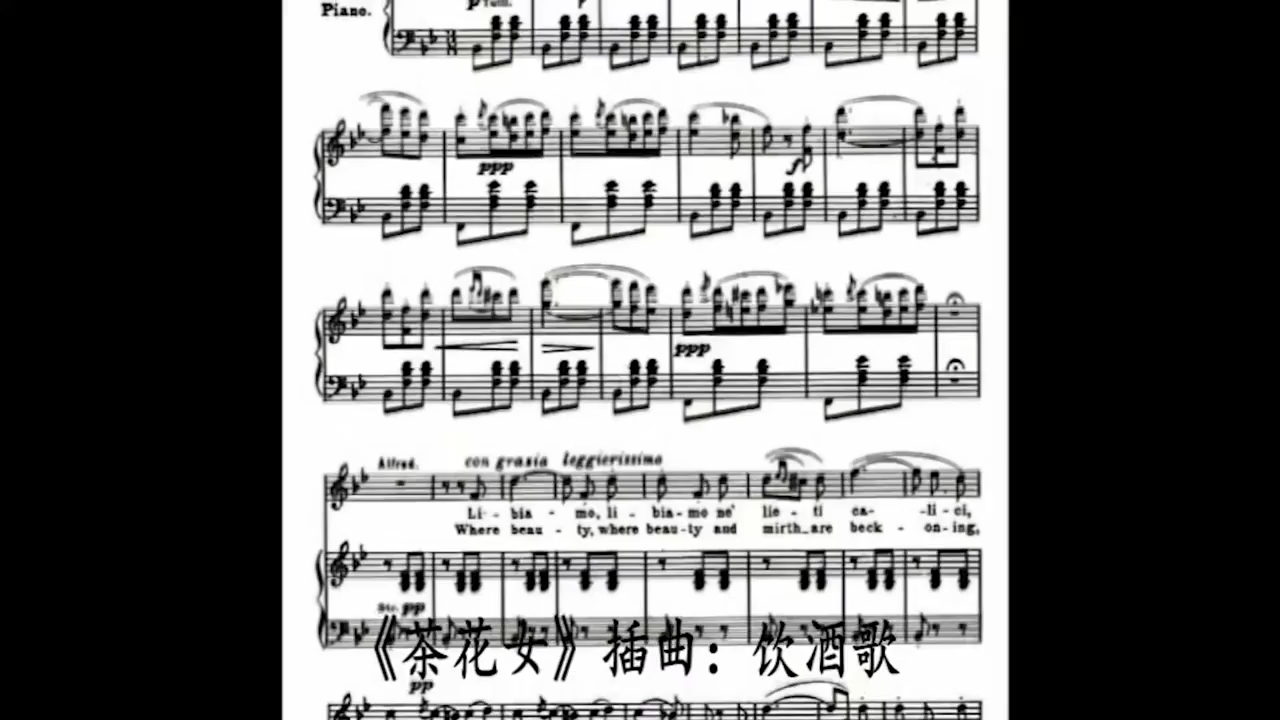 Piano.
ppp
ppp
Alfred. con grazia leggierissimo
Li - bia - mo, li - bia-mo ne' lie - ti ca - li-ci,
Where beau - ty, where beau-ty and mirth are beck - on-ing,
Str. pp
《茶花女》插曲：饮酒歌
pp